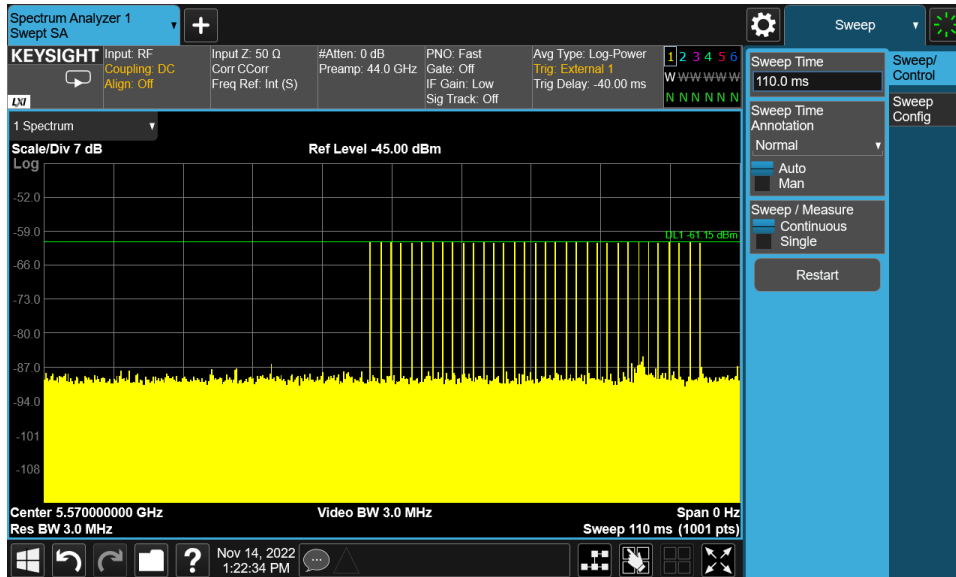 Spectrum Analyzer 1
Swept SA
+
Sweep
KEYSIGHT
LXI
Input: RF
Coupling: DC
Align: Off
Input Z: 50 Ω
Corr CCorr
Freq Ref: Int (S)
#Atten: 0 dB
Preamp: 44.0 GHz
PNO: Fast
Gate: Off
IF Gain: Low
Sig Track: Off
Avg Type: Log-Power
Trig: External 1
Trig Delay: -40.00 ms
1 2 3 4 5 6
W W W W W W
N N N N N N
1 Spectrum
Scale/Div 7 dB
Ref Level -45.00 dBm
Log
-52.0
-59.0
DL1 -61.15 dBm
-66.0
-73.0
-80.0
-87.0
-94.0
-101
-108
Center 5.570000000 GHz
Video BW 3.0 MHz
Span 0 Hz
Res BW 3.0 MHz
Sweep 110 ms (1001 pts)
?
Nov 14, 2022
1:22:34 PM
Sweep Time
110.0 ms
Sweep Time
Annotation
Normal
Auto
Man
Sweep / Measure
Continuous
Single
Restart
Sweep/
Control
Sweep
Config